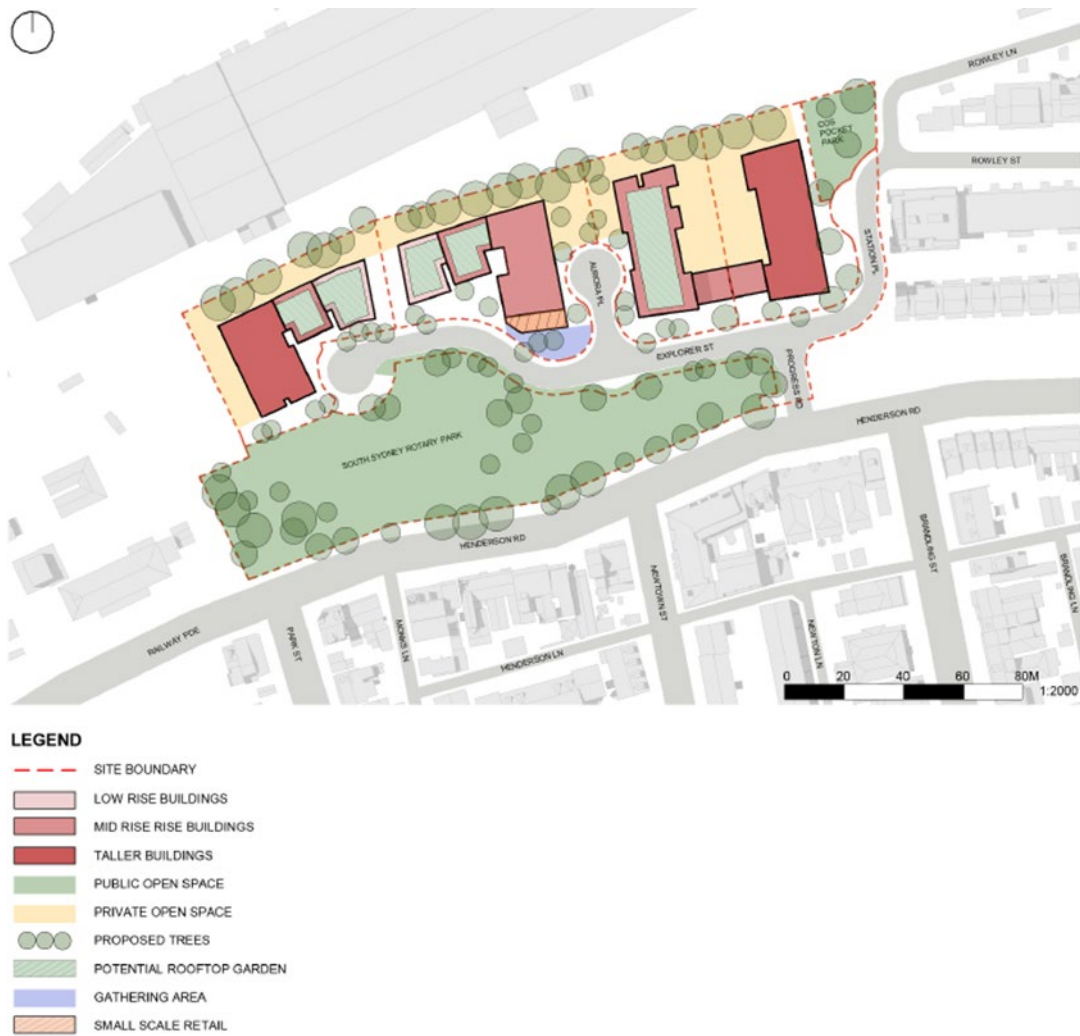 ROWLEY LN
COS
POCKET
PARK
ROWLEY ST
STATION PL
AURORA PL
EXPLORER ST
PROGRESS RD
HENDERSON RD
SOUTH SYDNEY ROTARY PARK
HENDERSON RD
BRANDLING ST
BRANDLING LN
NEWTOWN ST
NEWTON LN
MONKS LN
HENDERSON LN
PARK ST
RAILWAY PDE
0 20 40 60 80M
1:2000
LEGEND
SITE BOUNDARY
LOW RISE BUILDINGS
MID RISE RISE BUILDINGS
TALLER BUILDINGS
PUBLIC OPEN SPACE
PRIVATE OPEN SPACE
PROPOSED TREES
POTENTIAL ROOFTOP GARDEN
GATHERING AREA
SMALL SCALE RETAIL